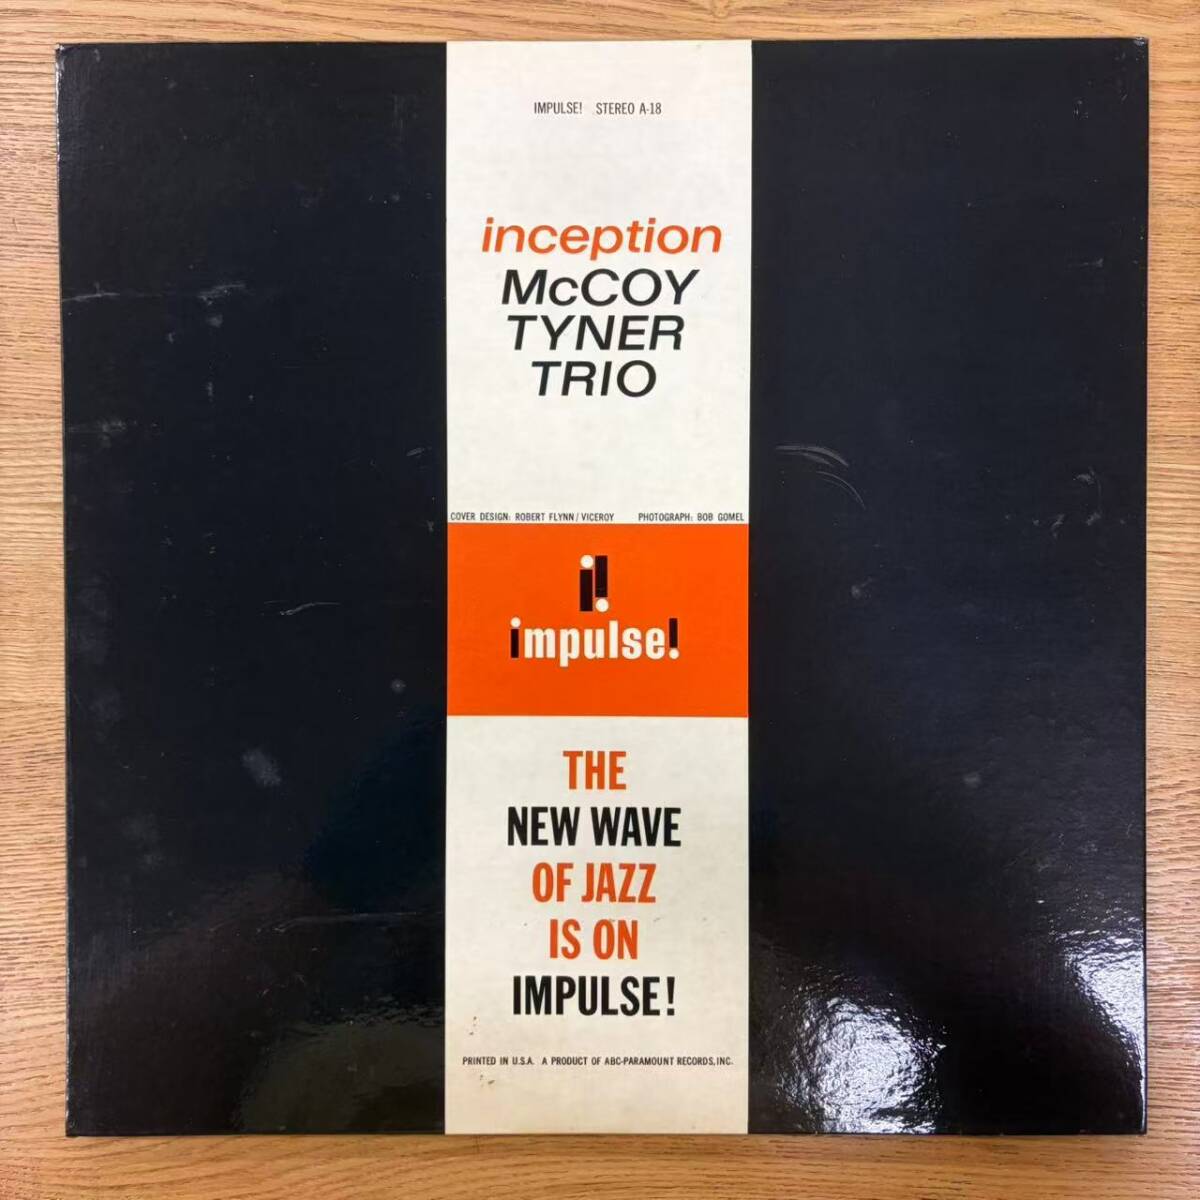 IMPULSE! STEREO A-18
inception
McCOY
TYNER
TRIO
COVER DESIGN: ROBERT FLYNN/VICEROY PHOTOGRAPH: BOB GOMEL
i!
impulse!
THE
NEW WAVE
OF JAZZ
IS ON
IMPULSE!
PRINTED IN U.S.A. A PRODUCT OF ABC-PARAMOUNT RECORDS, INC.